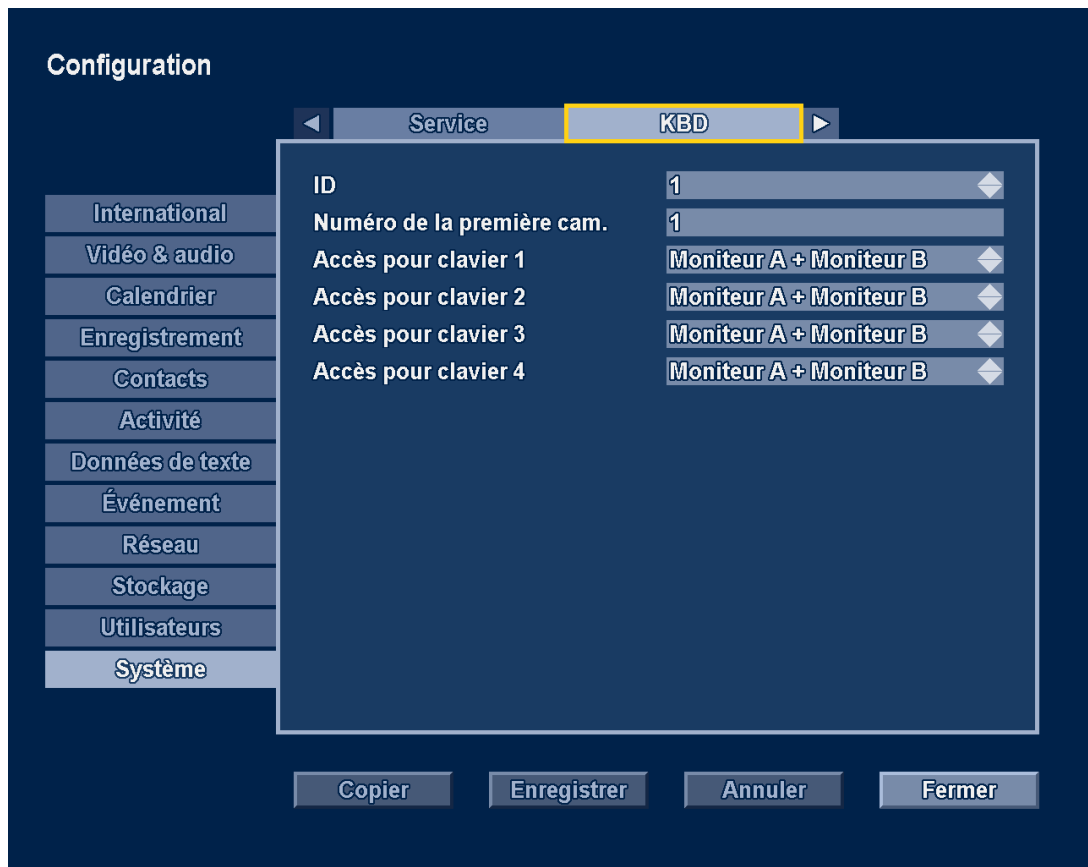 Configuration
Service
KBD
International
Vidéo & audio
Calendrier
Enregistrement
Contacts
Activité
Données de texte
Événement
Réseau
Stockage
Utilisateurs
Système
ID 1
Numéro de la première cam. 1
Accès pour clavier 1 Moniteur A + Moniteur B
Accès pour clavier 2 Moniteur A + Moniteur B
Accès pour clavier 3 Moniteur A + Moniteur B
Accès pour clavier 4 Moniteur A + Moniteur B
Copier Enregistrer Annuler Fermer